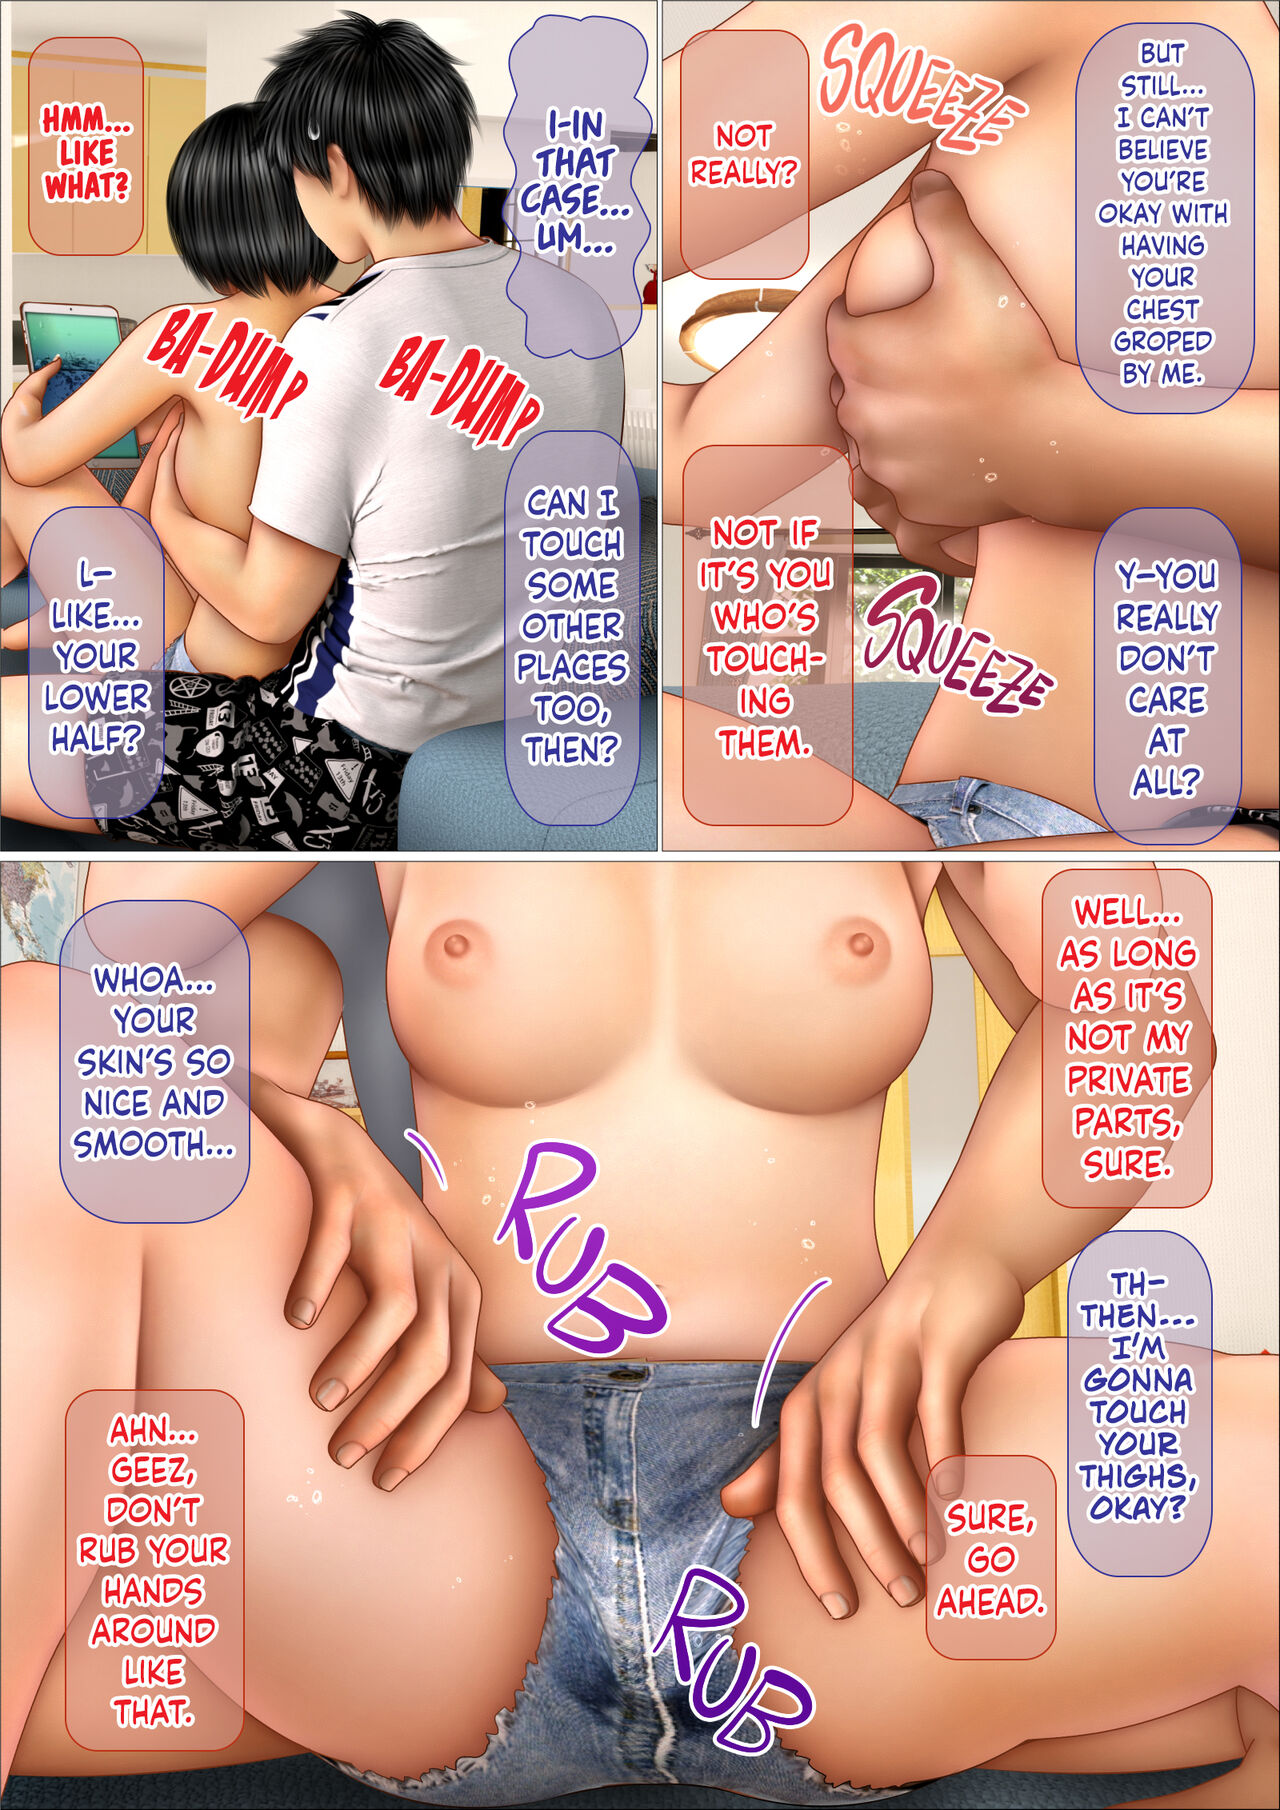 BUT
STILL...
I CAN'T
BELIEVE
YOU'RE
OKAY WITH
HAVING
YOUR
CHEST
GROPED
BY ME.
SQUEEZE
NOT
REALLY?
Y-YOU
REALLY
DON'T
CARE
AT
ALL?
SQUEEZE
NOT IF
IT'S YOU
WHO'S
TOUCH-
ING
THEM.
I-IN
THAT
CASE...
UM...
HMM...
LIKE
WHAT?
BA-DUMP
BA-DUMP
CAN I
TOUCH
SOME
OTHER
PLACES
TOO,
THEN?
L-
LIKE...
YOUR
LOWER
HALF?
WELL...
AS LONG
AS IT'S
NOT MY
PRIVATE
PARTS,
SURE.
TH-
THEN...
I'M
GONNA
TOUCH
YOUR
THIGHS,
OKAY?
SURE,
GO
AHEAD.
RUB
RUB
WHOA...
YOUR
SKIN'S SO
NICE AND
SMOOTH...
AHN...
GEEZ,
DON'T
RUB YOUR
HANDS
AROUND
LIKE
THAT.